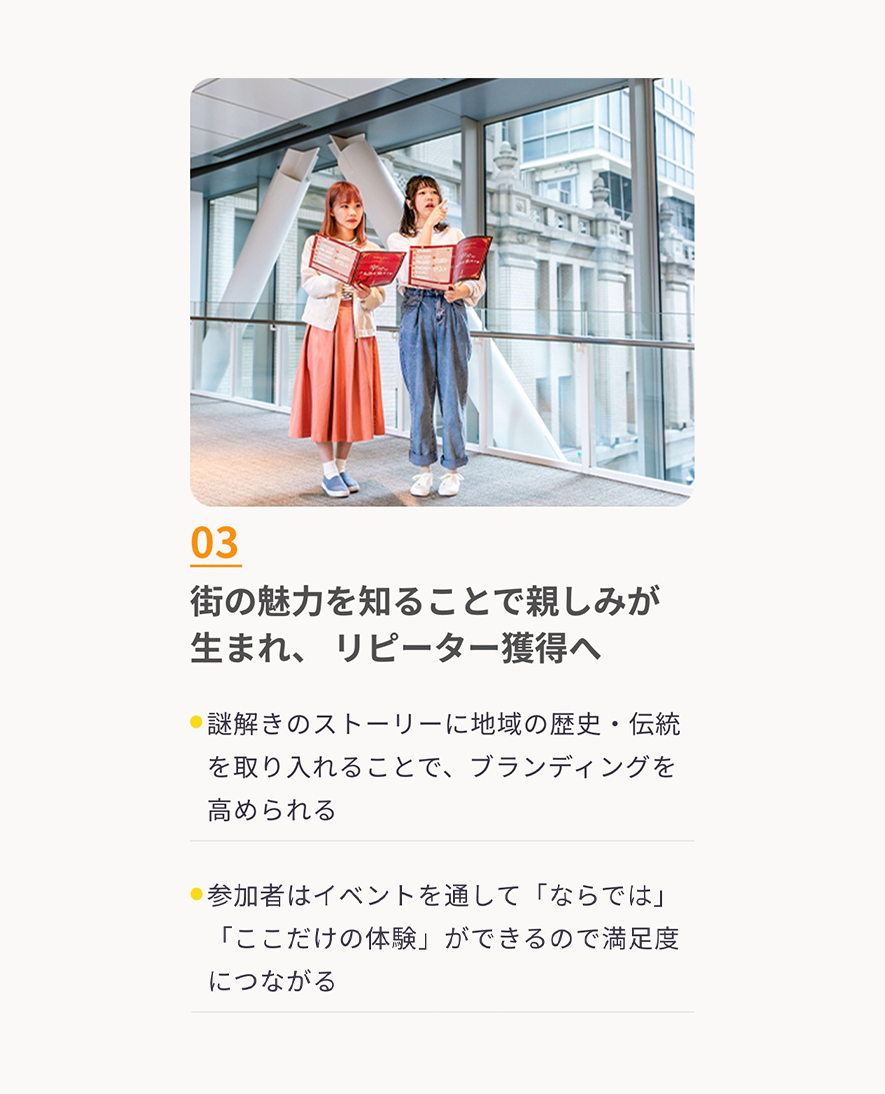 03
街の魅力を知ることで親しみが
生まれ、 リピーター獲得へ
謎解きのストーリーに地域の歴史・伝統
を取り入れることで、ブランディングを
高められる
参加者はイベントを通して「ならでは」
「ここだけの体験」ができるので満足度
につながる